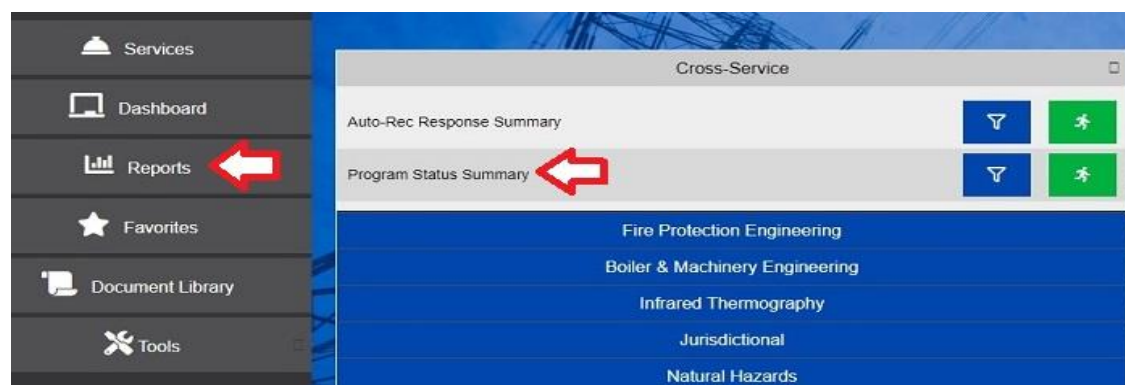 Services
Dashboard
Reports
Favorites
Document Library
Tools
Cross-Service
Auto-Rec Response Summary
Program Status Summary
Fire Protection Engineering
Boiler & Machinery Engineering
Infrared Thermography
Jurisdictional
Natural Hazards